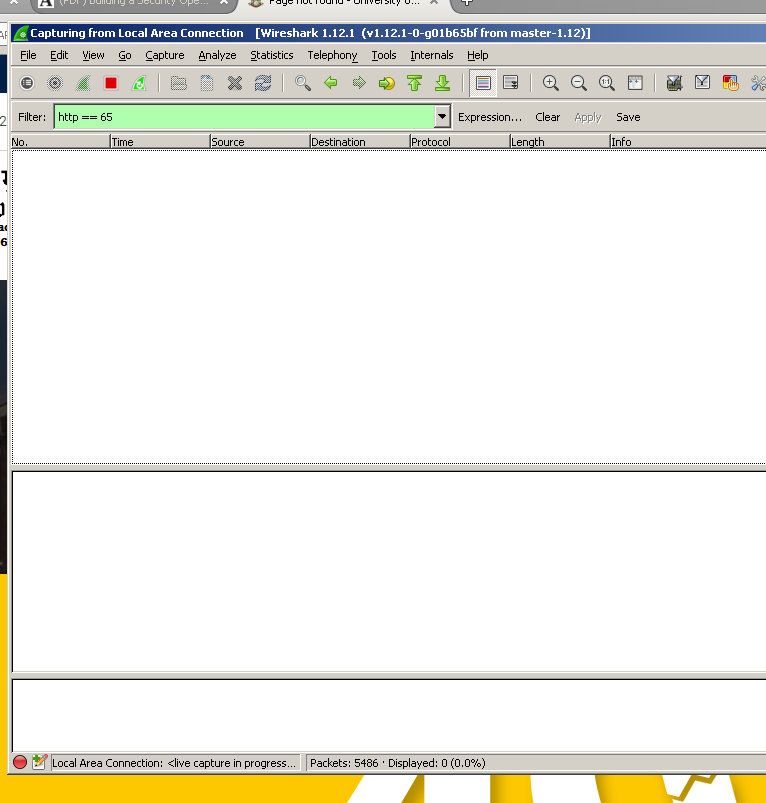 (PDF) Building a Security Ope...
Page not found - University o...
Capturing from Local Area Connection [Wireshark 1.12.1 (v1.12.1-0-g01b65bf from master-1.12)]
File Edit View Go Capture Analyze Statistics Telephony Tools Internals Help
Filter: http == 65 Expression... Clear Apply Save
No. Time Source Destination Protocol Length Info
Local Area Connection: <live capture in progress... Packets: 5486 · Displayed: 0 (0.0%)